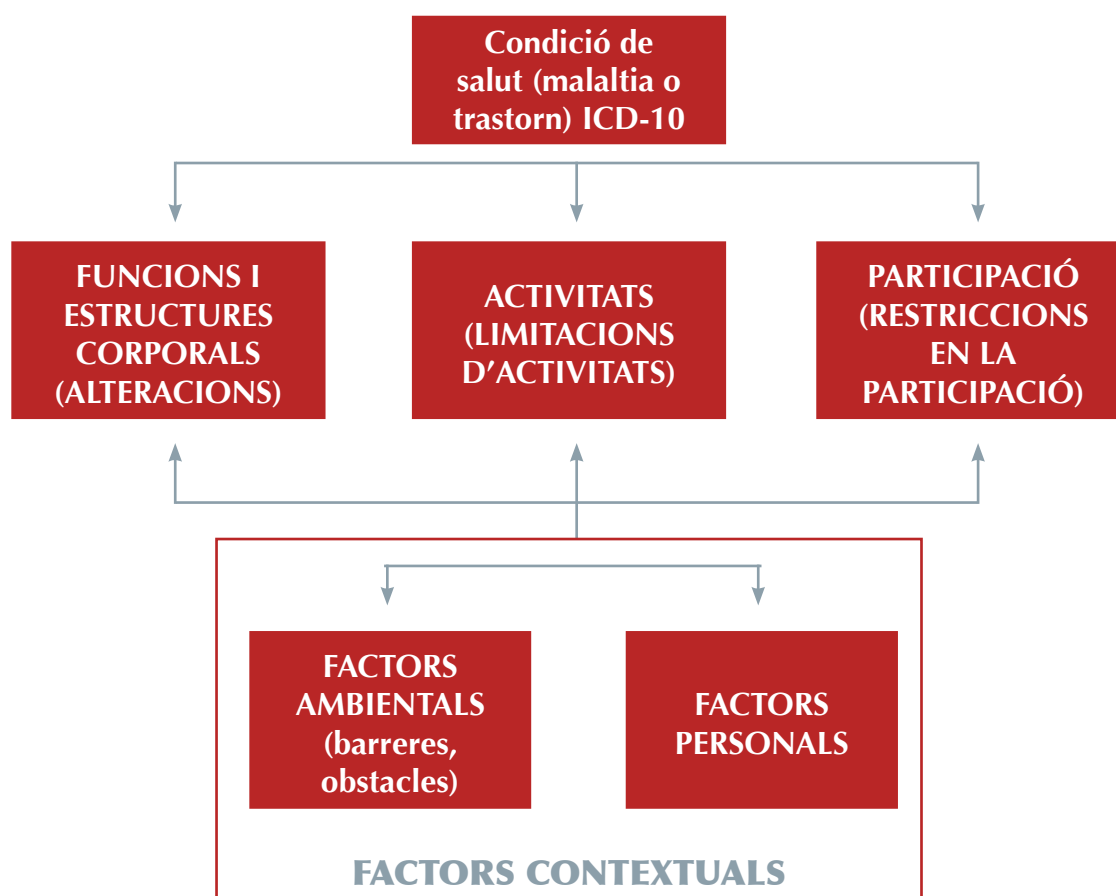 Condició de
salut (malaltia o
trastorn) ICD-10
FUNCIONS I
ESTRUCTURES
CORPORALS
(ALTERACIONS)
ACTIVITATS
(LIMITACIONS
D’ACTIVITATS)
PARTICIPACIÓ
(RESTRICCIONS
EN LA
PARTICIPACIÓ)
FACTORS
AMBIENTALS
(barreres,
obstacles)
FACTORS
PERSONALS
FACTORS CONTEXTUALS